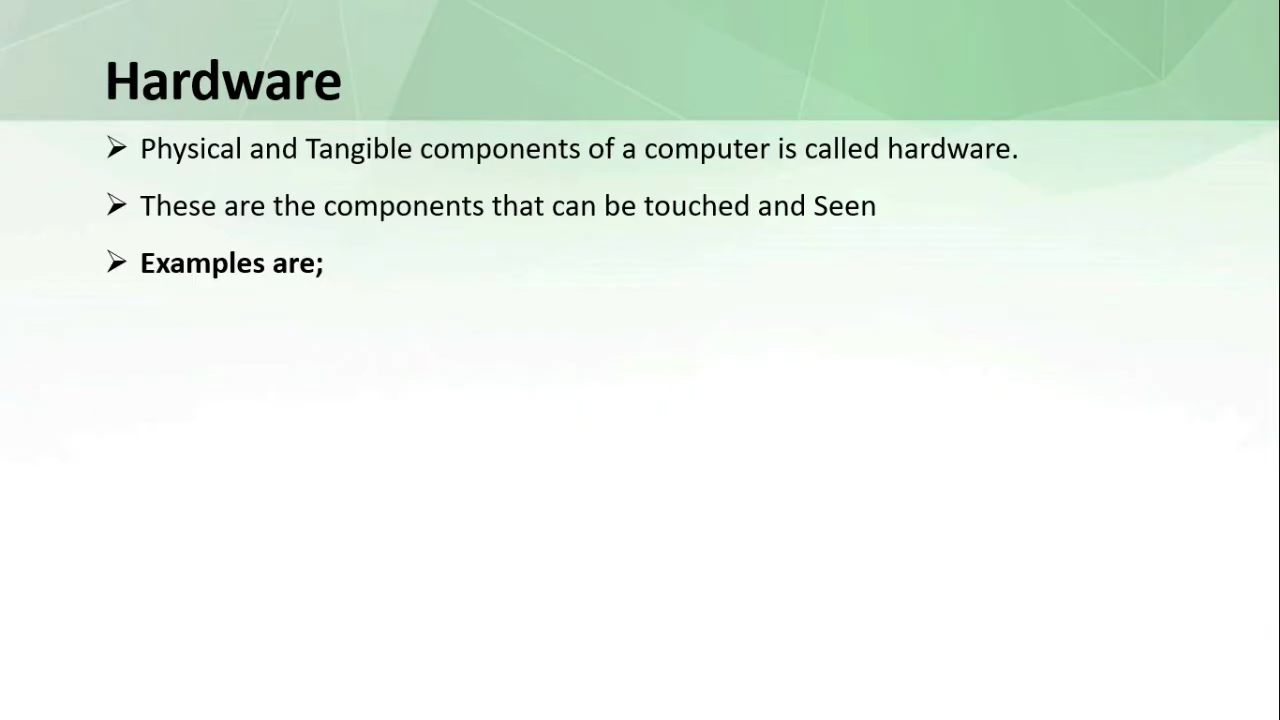 Hardware
➢ Physical and Tangible components of a computer is called hardware.
➢ These are the components that can be touched and Seen
➢ Examples are;